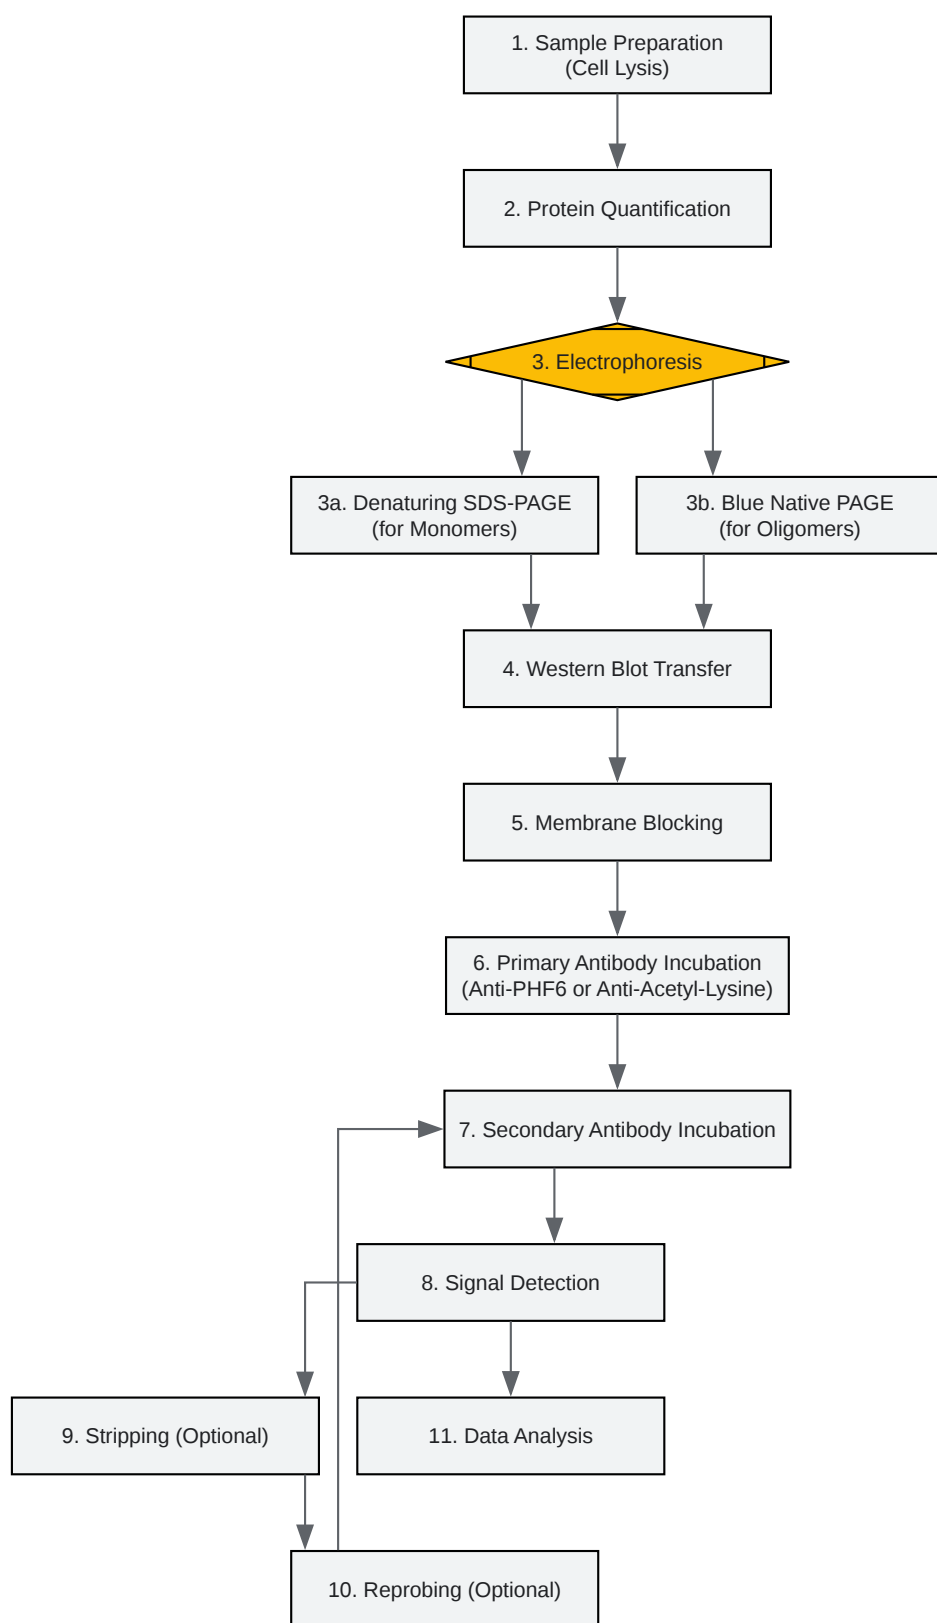 1. Sample Preparation
(Cell Lysis)
2. Protein Quantification
3. Electrophoresis
3a. Denaturing SDS-PAGE
(for Monomers)
3b. Blue Native PAGE
(for Oligomers)
4. Western Blot Transfer
5. Membrane Blocking
6. Primary Antibody Incubation
(Anti-PHF6 or Anti-Acetyl-Lysine)
7. Secondary Antibody Incubation
8. Signal Detection
9. Stripping (Optional)
11. Data Analysis
10. Reprobing (Optional)